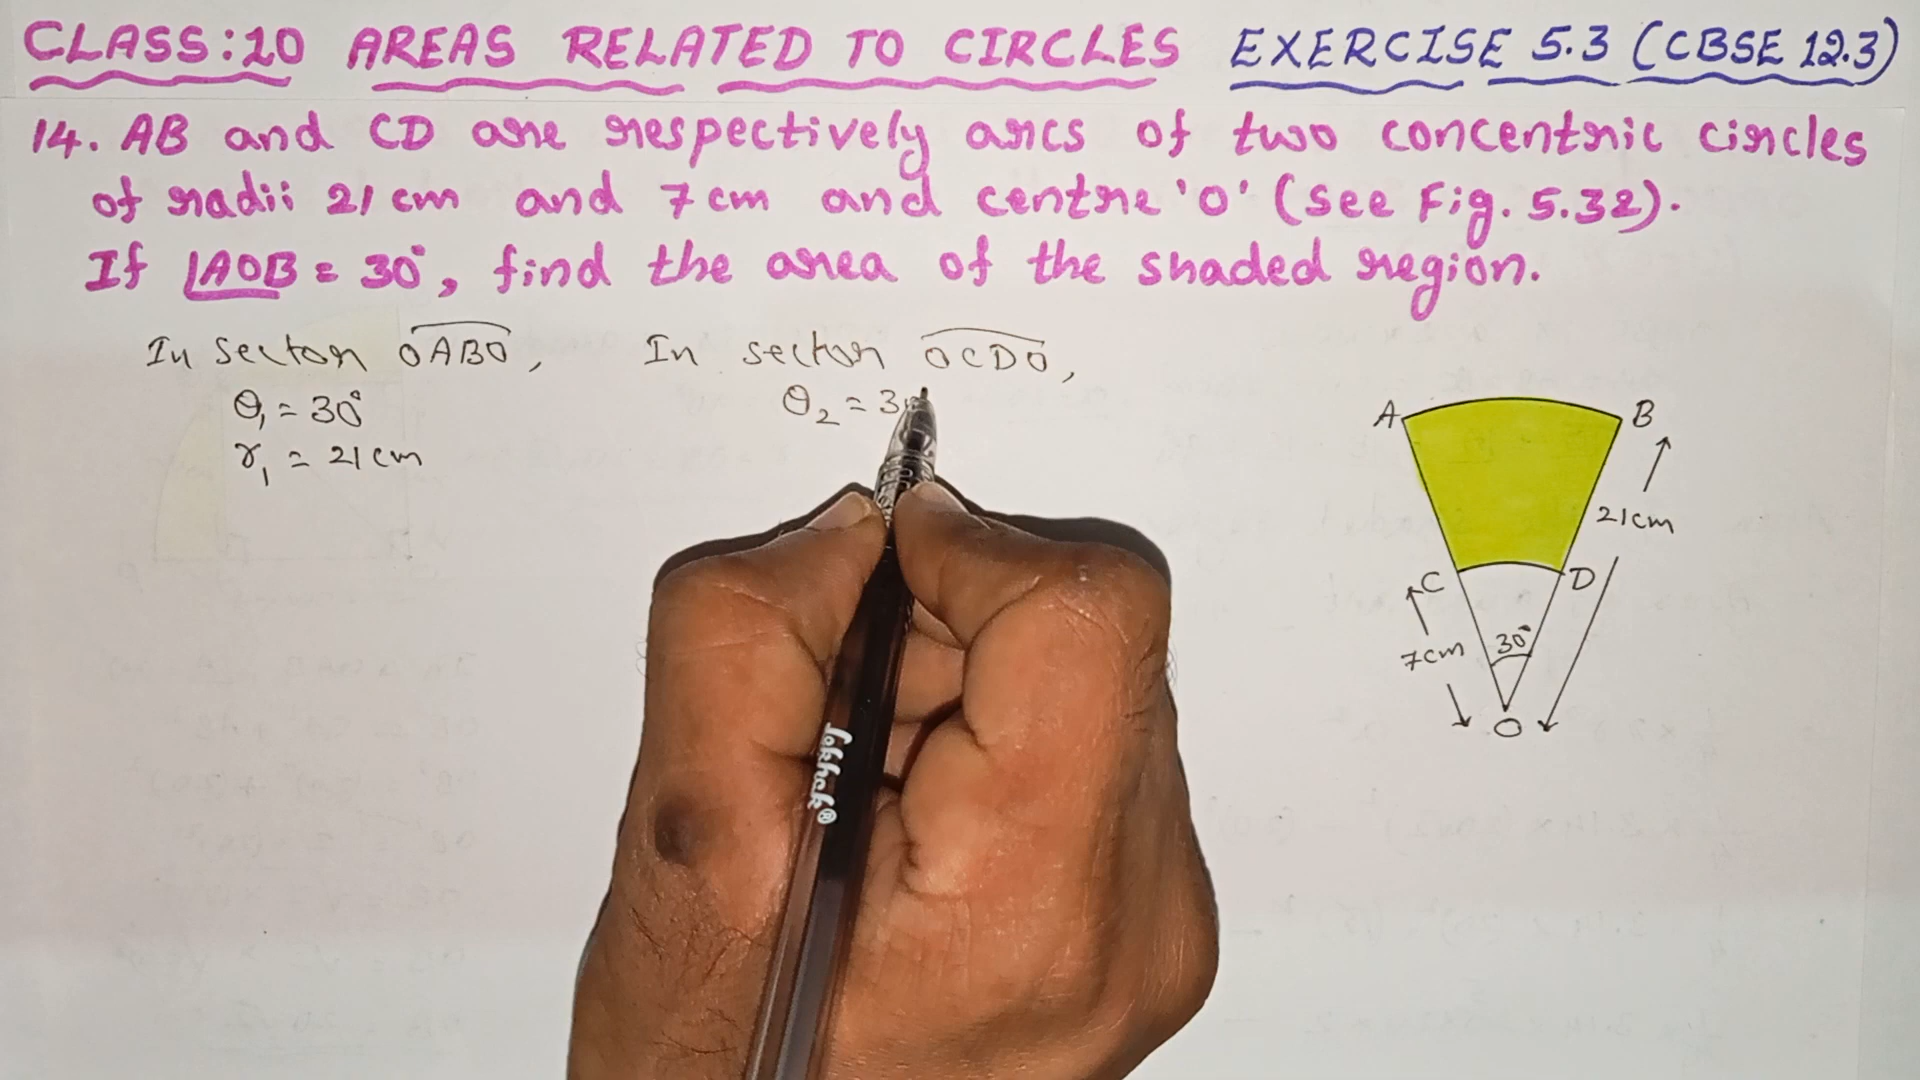 CLASS:10 AREAS RELATED TO CIRCLES EXERCISE 5.3 (CBSE 12.3)
14. AB and CD are respectively arcs of two concentric circles
of radii 21 cm and 7 cm and centre 'O' (see Fig. 5.32).
If ∠AOB = 30°, find the area of the shaded region.
In sector OABO,
θ₁ = 30°
r₁ = 21 cm
In sector OCDO,
θ₂ = 3
A
B
21cm
C
D
7cm
30°
O
lokhak®